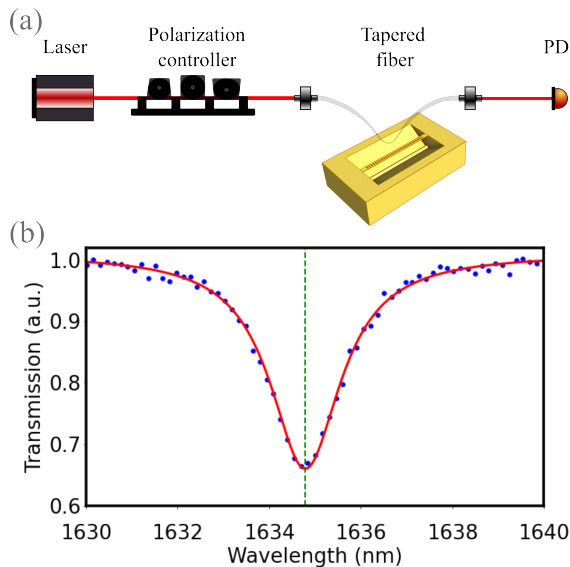 (a)
Laser
Polarization
controller
Tapered
fiber
PD
(b)
Transmission (a.u.)
1.0
0.9
0.8
0.7
0.6
1630
1632
1634
1636
1638
1640
Wavelength (nm)